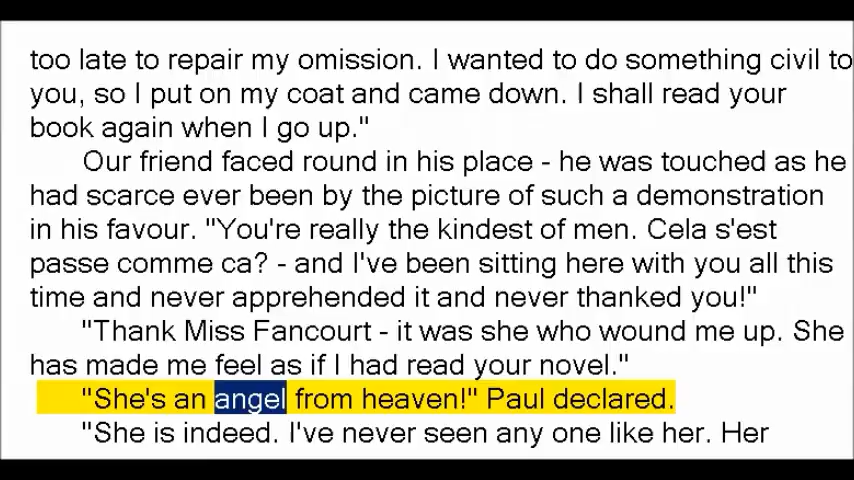 too late to repair my omission. I wanted to do something civil to
you, so I put on my coat and came down. I shall read your
book again when I go up."
Our friend faced round in his place - he was touched as he
had scarce ever been by the picture of such a demonstration
in his favour. "You're really the kindest of men. Cela s'est
passe comme ca? - and I've been sitting here with you all this
time and never apprehended it and never thanked you!"
"Thank Miss Fancourt - it was she who wound me up. She
has made me feel as if I had read your novel."
"She's an angel from heaven!" Paul declared.
"She is indeed. I've never seen any one like her. Her